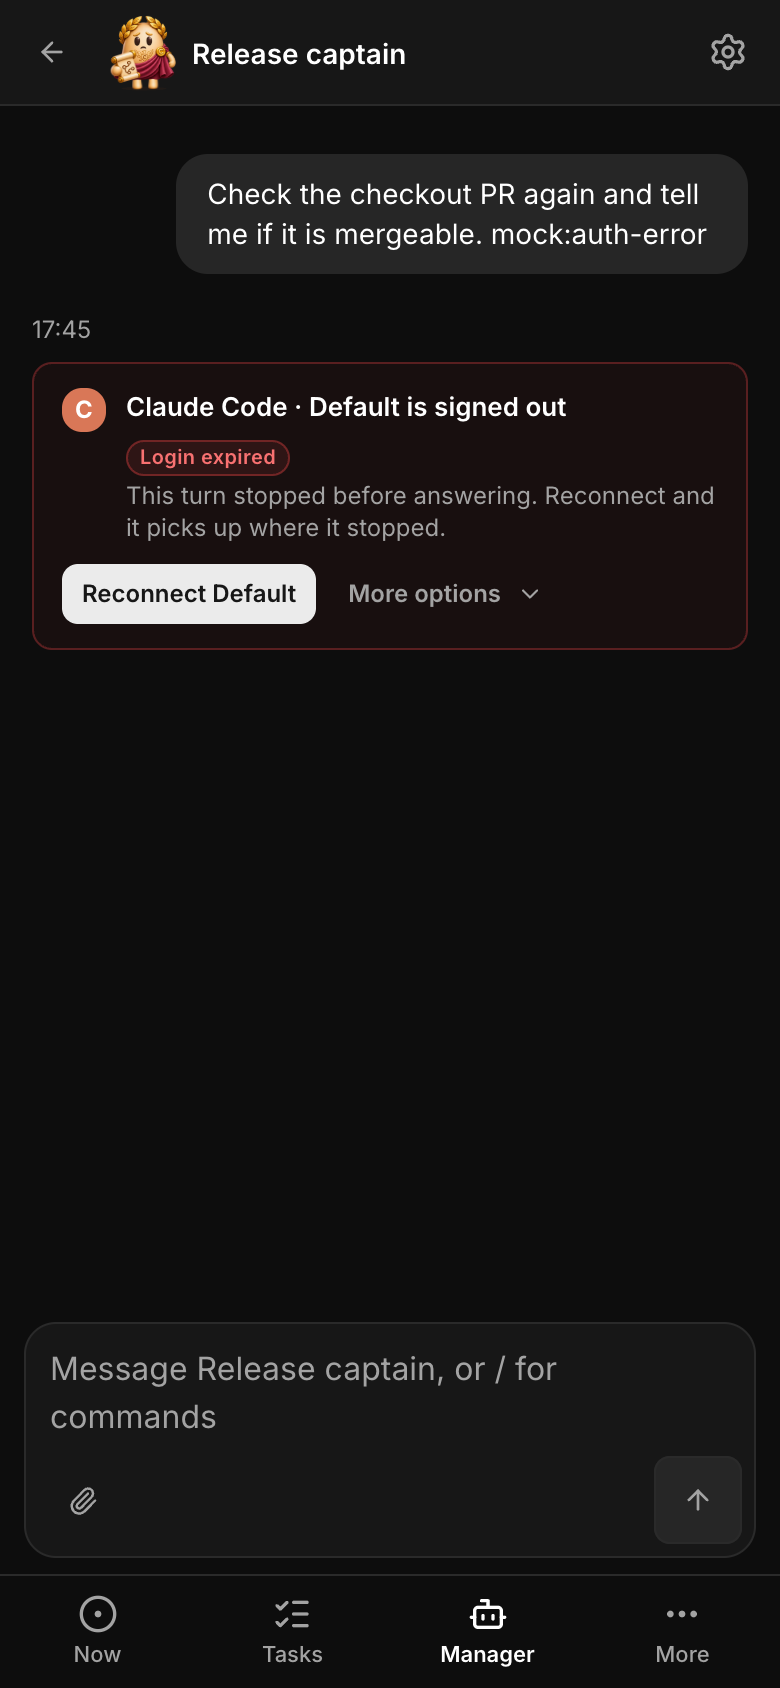 Release captain
Check the checkout PR again and tell
me if it is mergeable. mock:auth-error
17:45
C
Claude Code · Default is signed out
Login expired
This turn stopped before answering. Reconnect and
it picks up where it stopped.
Reconnect Default
More options
Message Release captain, or / for
commands
Now
Tasks
Manager
More